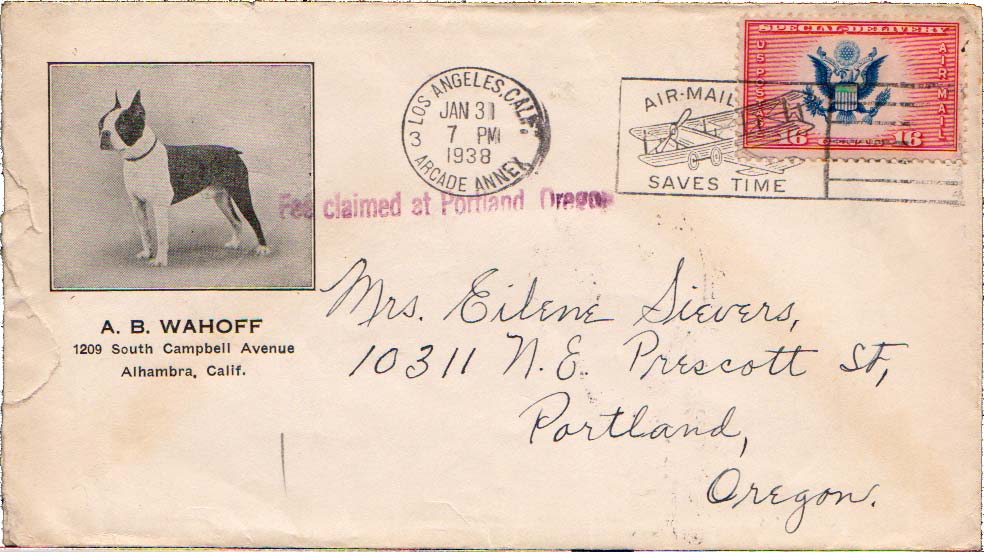 SPECIAL DELIVERY
U.S. POSTAGE
AIR MAIL
16 16
LOS ANGELES, CALIF.
JAN 31
7 PM
1938
3
ARCADE ANNEX
AIR-MAIL
SAVES TIME
Fee claimed at Portland Oregon
A. B. WAHOFF
1209 South Campbell Avenue
Alhambra, Calif.
Mrs. Eilene Sievers,
10311 N.E. Prescott St,
Portland,
Oregon.